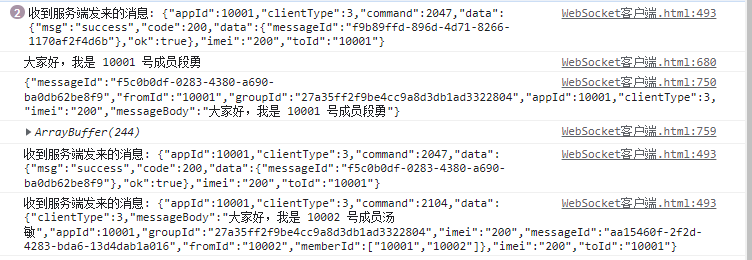 2 收到服务端发来的消息: {"appId":10001,"clientType":3,"command":2047,"data": WebSocket客户端.html:493
{"msg":"success","code":200,"data":{"messageId":"f9b89ffd-896d-4d71-8266-
1170af2f4d6b"},"ok":true},"imei":"200","toId":"10001"}
大家好，我是 10001 号成员段勇 WebSocket客户端.html:680
{"messageId":"f5c0b0df-0283-4380-a690- WebSocket客户端.html:750
ba0db62be8f9","fromId":"10001","groupId":"27a35ff2f9be4cc9a8d3db1ad3322804","appId":10001,"clientType":3,
"imei":"200","messageBody":"大家好，我是 10001 号成员段勇"}
▸ ArrayBuffer(244) WebSocket客户端.html:759
收到服务端发来的消息: {"appId":10001,"clientType":3,"command":2047,"data": WebSocket客户端.html:493
{"msg":"success","code":200,"data":{"messageId":"f5c0b0df-0283-4380-a690-
ba0db62be8f9"},"ok":true},"imei":"200","toId":"10001"}
收到服务端发来的消息: {"appId":10001,"clientType":3,"command":2104,"data": WebSocket客户端.html:493
{"clientType":3,"messageBody":"大家好，我是 10002 号成员汤
敏","appId":10001,"groupId":"27a35ff2f9be4cc9a8d3db1ad3322804","imei":"200","messageId":"aa15460f-2f2d-
4283-bda6-13d4dab1a016","fromId":"10002","memberId":["10001","10002"]},"imei":"200","toId":"10001"}